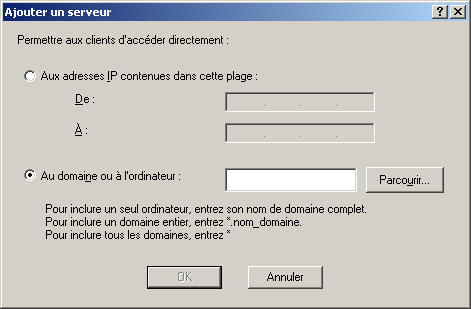 Ajouter un serveur
Permettre aux clients d'accéder directement :
Aux adresses IP contenues dans cette plage :
De :
À :
Au domaine ou à l'ordinateur :
Parcourir...
Pour inclure un seul ordinateur, entrez son nom de domaine complet.
Pour inclure un domaine entier, entrez *.nom_domaine.
Pour inclure tous les domaines, entrez *
OK
Annuler